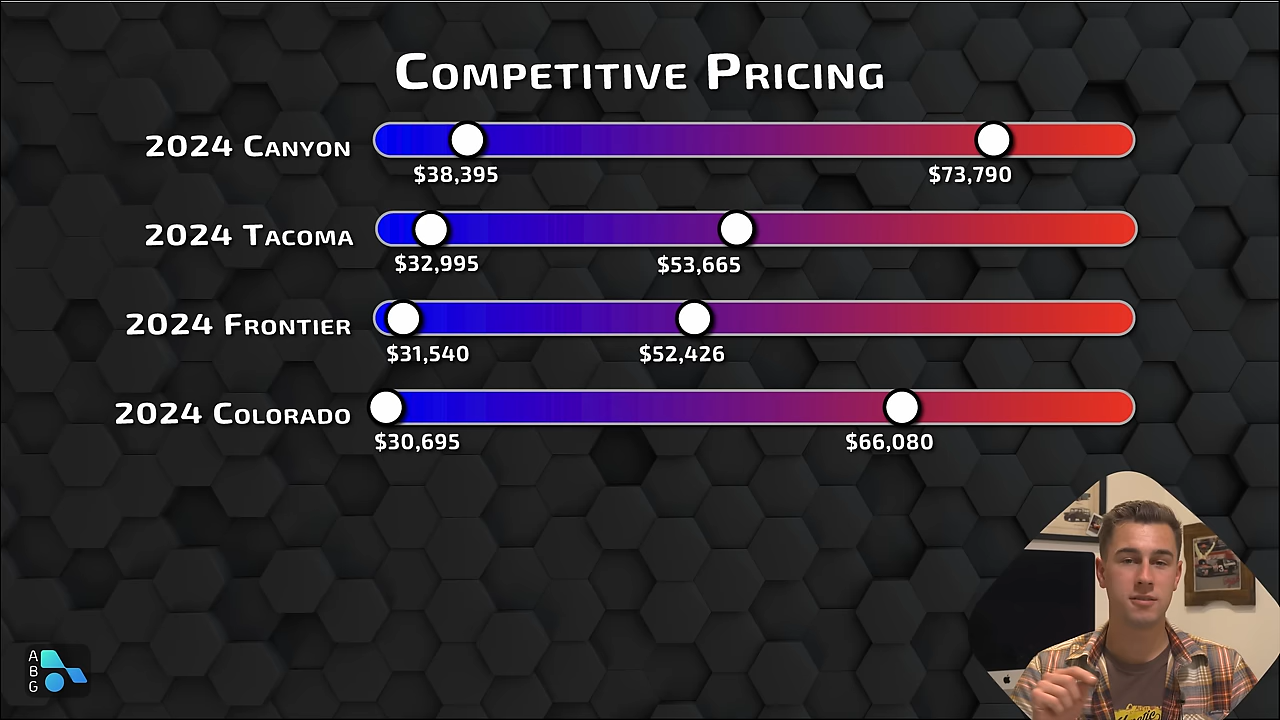 Competitive Pricing
2024 Canyon
$38,395 $73,790
2024 Tacoma
$32,995 $53,665
2024 Frontier
$31,540 $52,426
2024 Colorado
$30,695 $66,080
A
B
G